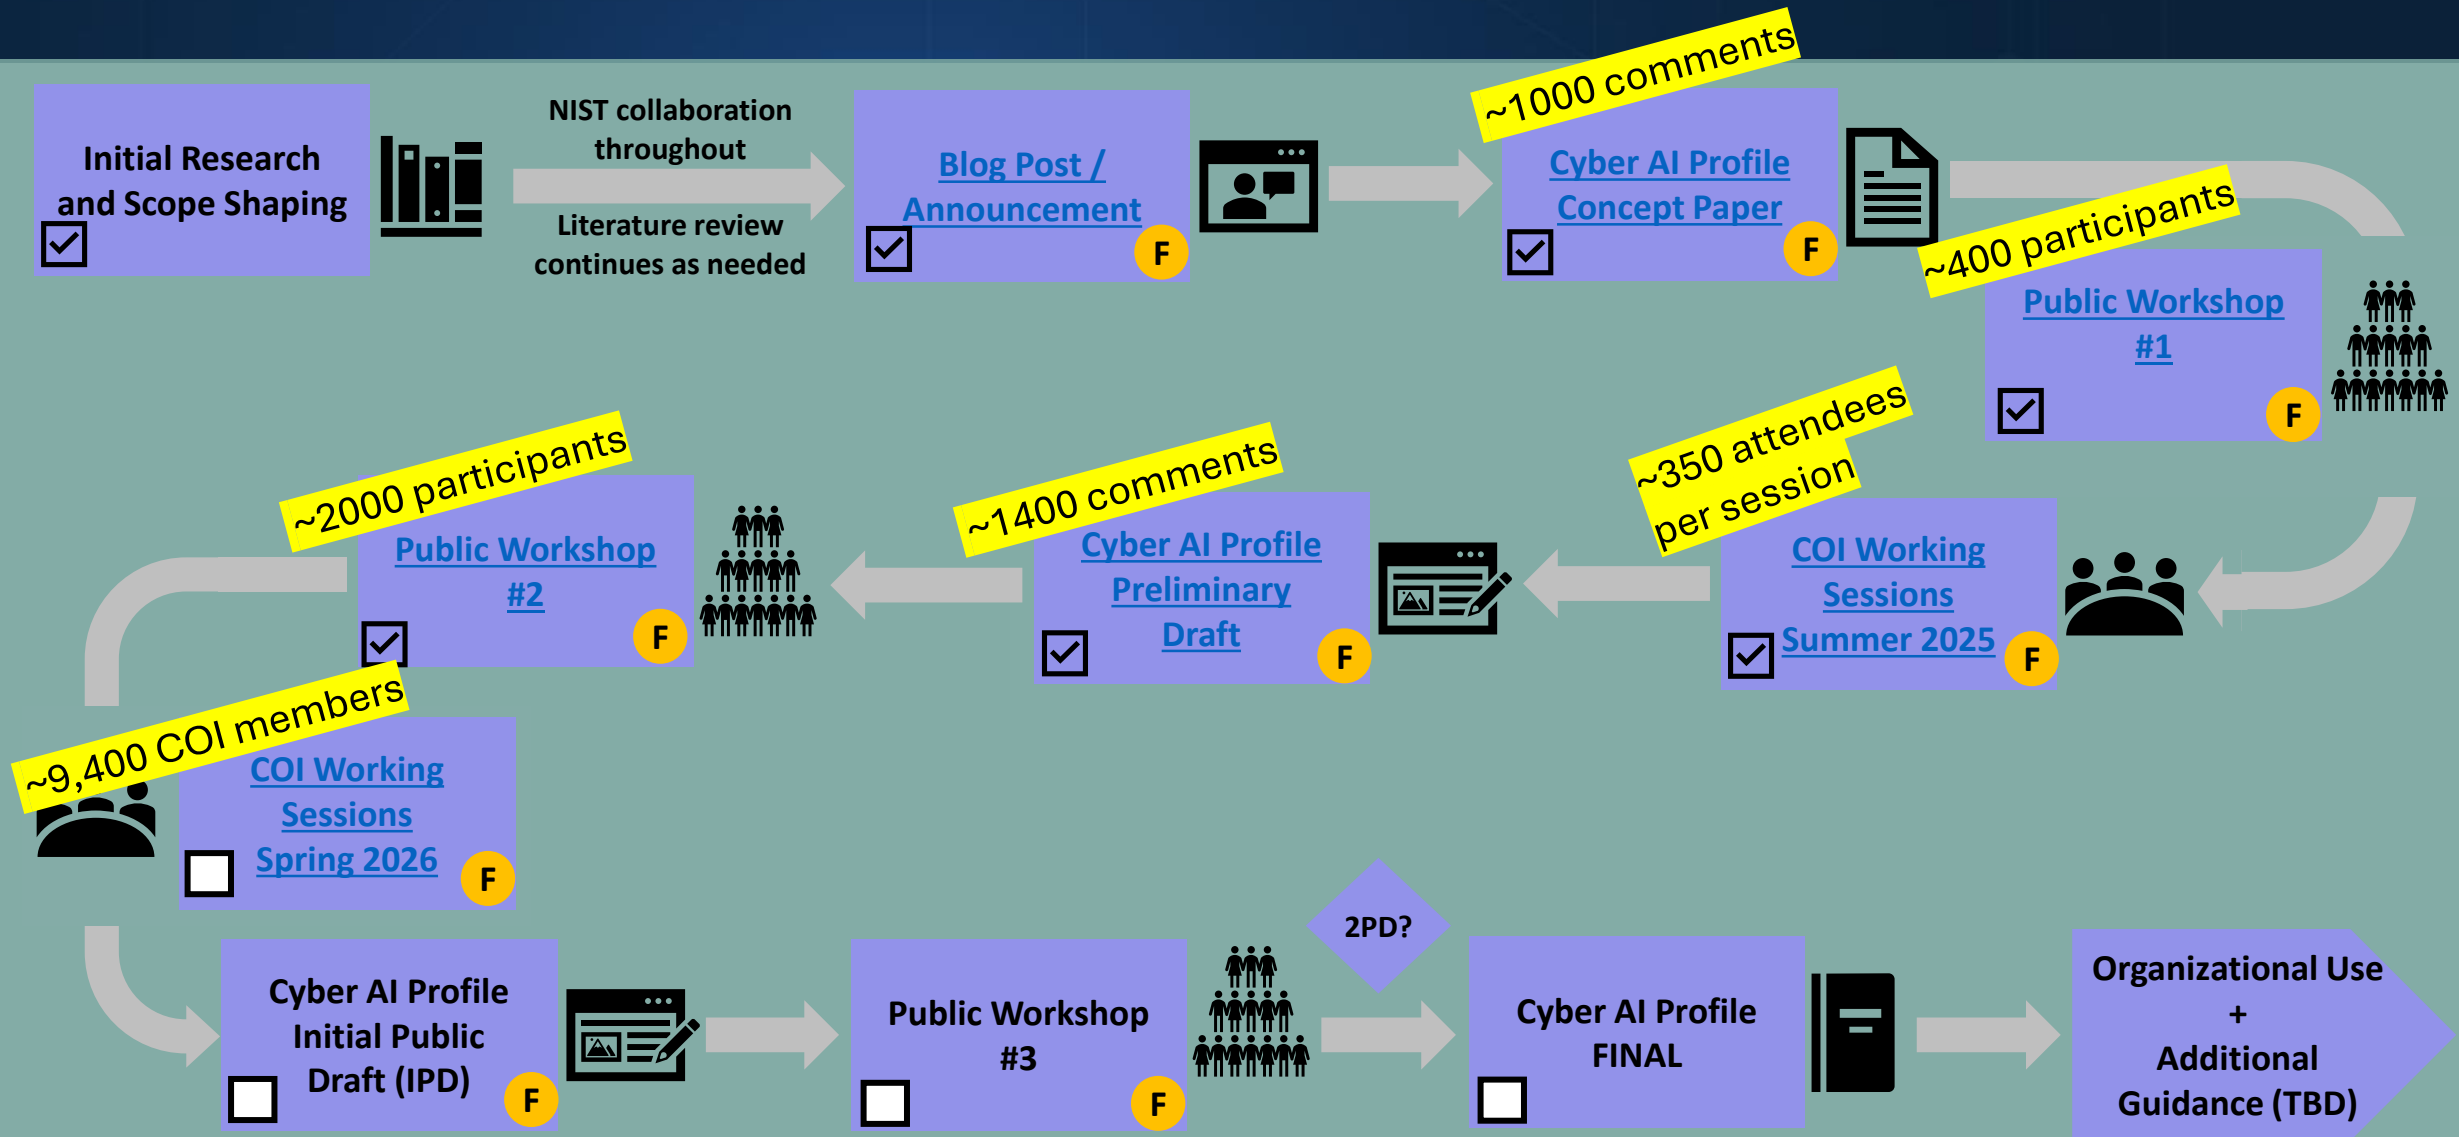 Initial Research
and Scope Shaping
NIST collaboration
throughout
Literature review
continues as needed
Blog Post /
Announcement
F
~1000 comments
Cyber AI Profile
Concept Paper
F
~400 participants
Public Workshop
#1
F
~350 attendees
per session
COI Working
Sessions
Summer 2025
F
~1400 comments
Cyber AI Profile
Preliminary
Draft
F
~2000 participants
Public Workshop
#2
F
~9,400 COI members
COI Working
Sessions
Spring 2026
F
Cyber AI Profile
Initial Public
Draft (IPD)
F
Public Workshop
#3
F
2PD?
Cyber AI Profile
FINAL
Organizational Use
+
Additional
Guidance (TBD)